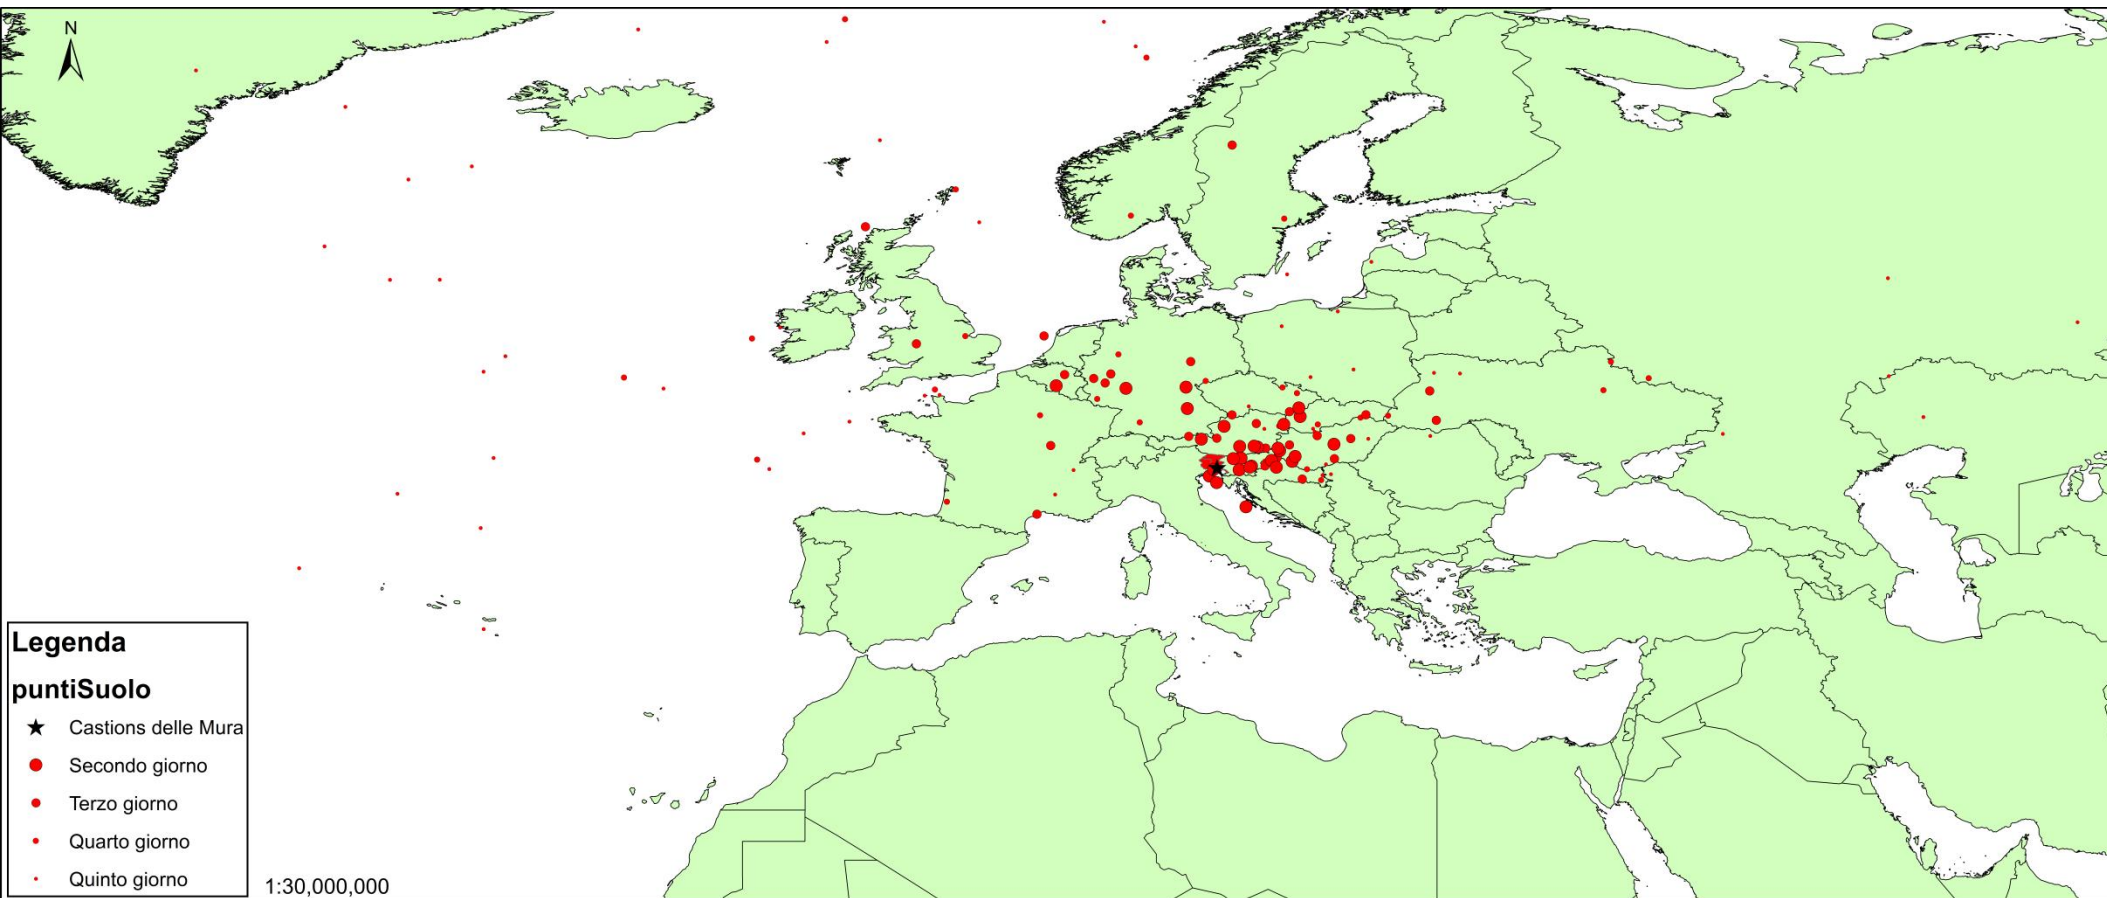 N
Legenda
puntiSuolo
Castions delle Mura
Secondo giorno
Terzo giorno
Quarto giorno
Quinto giorno
1:30,000,000